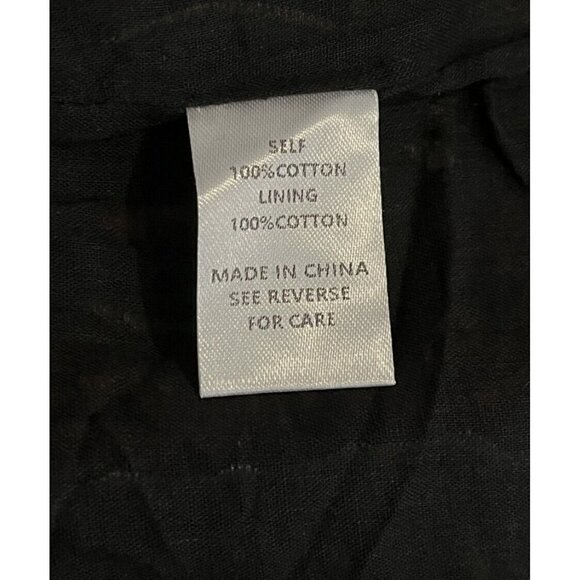 SELF
100%COTTON
LINING
100%COTTON
MADE IN CHINA
SEE REVERSE
FOR CARE